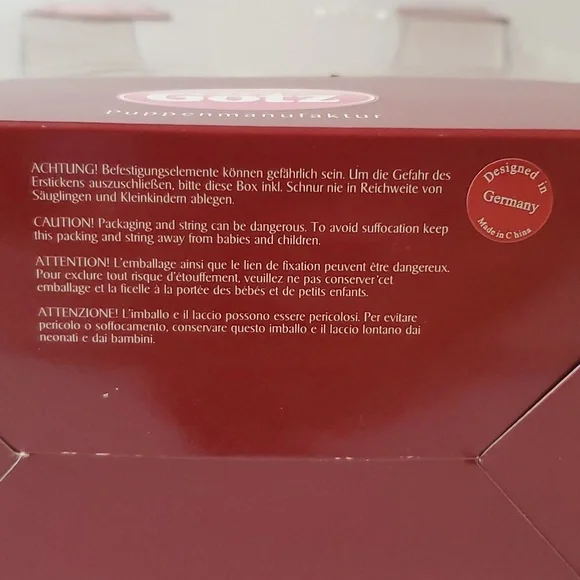 Götz
Puppenmanufaktur
ACHTUNG! Befestigungselemente können gefährlich sein. Um die Gefahr des
Erstickens auszuschließen, bitte diese Box inkl. Schnur nie in Reichweite von
Säuglingen und Kleinkindern ablegen.
CAUTION! Packaging and string can be dangerous. To avoid suffocation keep
this packing and string away from babies and children.
ATTENTION! L'emballage ainsi que le lien de fixation peuvent être dangereux.
Pour exclure tout risque d'étouffement, veuillez ne pas conserver cet
emballage et la ficelle à la portée des bébés et de petits enfants.
ATTENZIONE! L'imballo e il laccio possono essere pericolosi. Per evitare
pericolo o soffocamento, conservare questo imballo e il laccio lontano dai
neonati e dai bambini.
Designed in
Germany
Made in China